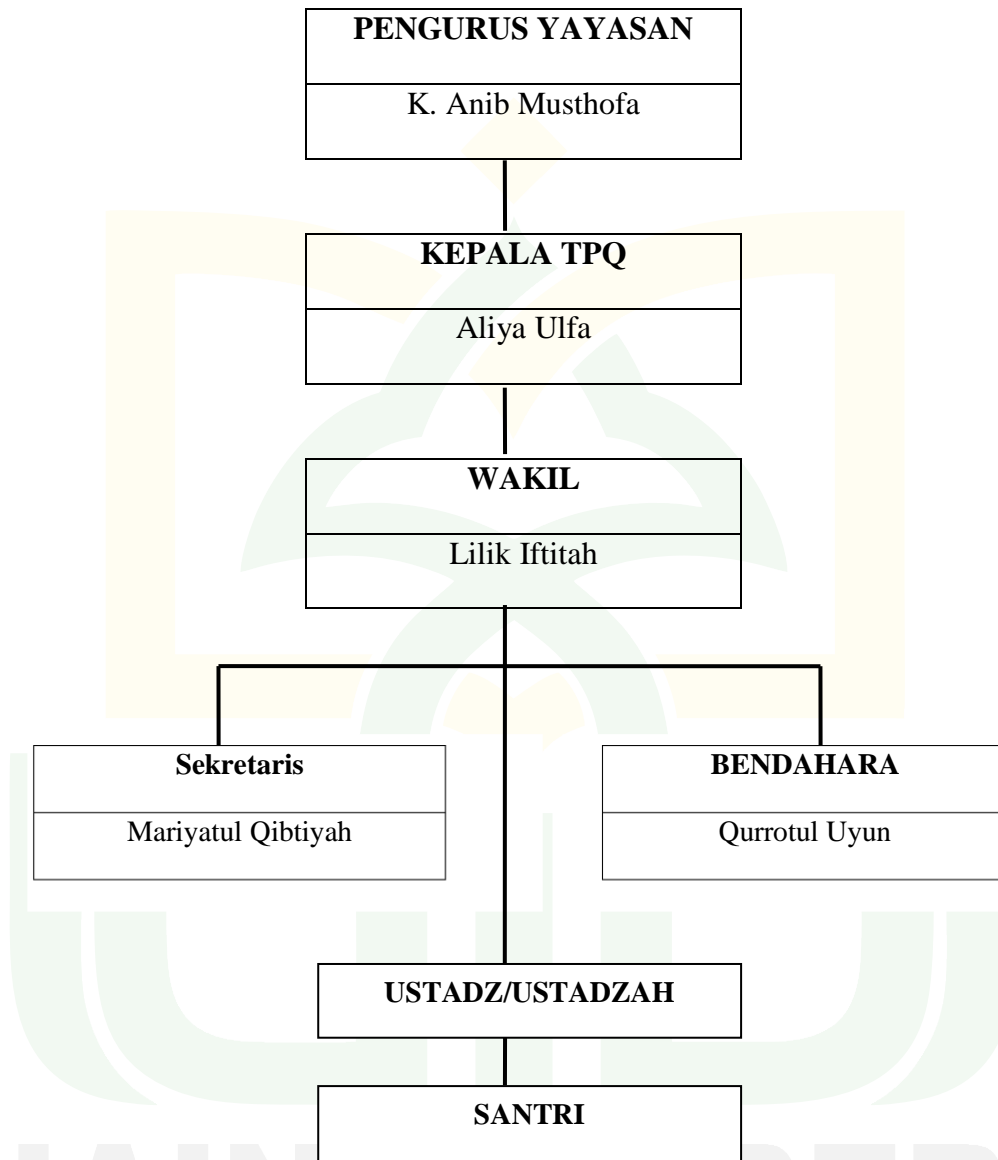 PENGURUS YAYASAN
K. Anib Musthofa
KEPALA TPQ
Aliya Ulfa
WAKIL
Lilik Iftitah
Sekretaris
Mariyatul Qibtiyah
BENDAHARA
Qurrotul Uyun
USTADZ/USTADZAH
SANTRI